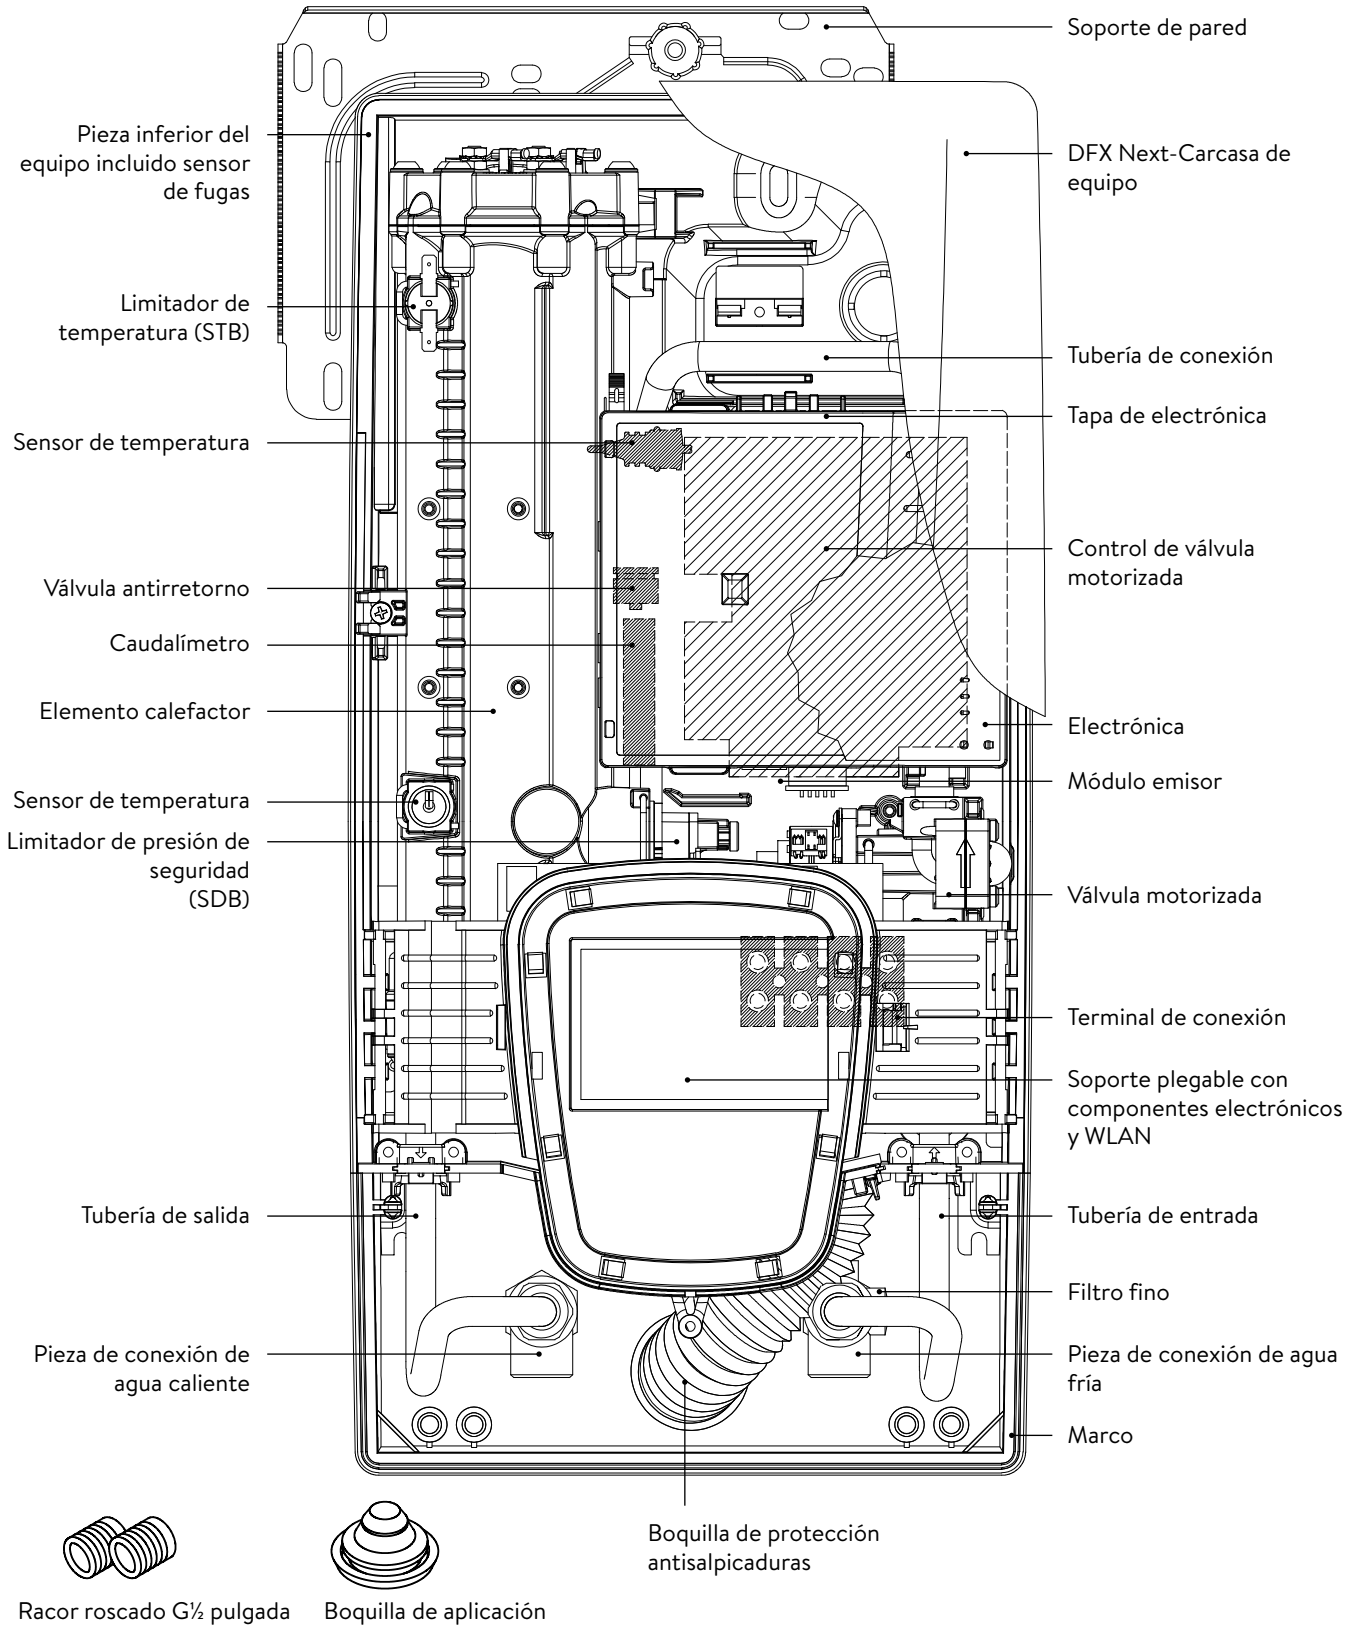 Soporte de pared
Pieza inferior del
equipo incluido sensor
de fugas
DFX Next-Carcasa de
equipo
Limitador de
temperatura (STB)
Tubería de conexión
Tapa de electrónica
Sensor de temperatura
Control de válvula
motorizada
Válvula antirretorno
Caudalímetro
Elemento calefactor
Electrónica
Módulo emisor
Sensor de temperatura
Limitador de presión de
seguridad
(SDB)
Válvula motorizada
Terminal de conexión
Soporte plegable con
componentes electrónicos
y WLAN
Tubería de salida
Tubería de entrada
Filtro fino
Pieza de conexión de
agua caliente
Pieza de conexión de agua
fría
Marco
Boquilla de protección
antisalpicaduras
Racor roscado G½ pulgada
Boquilla de aplicación